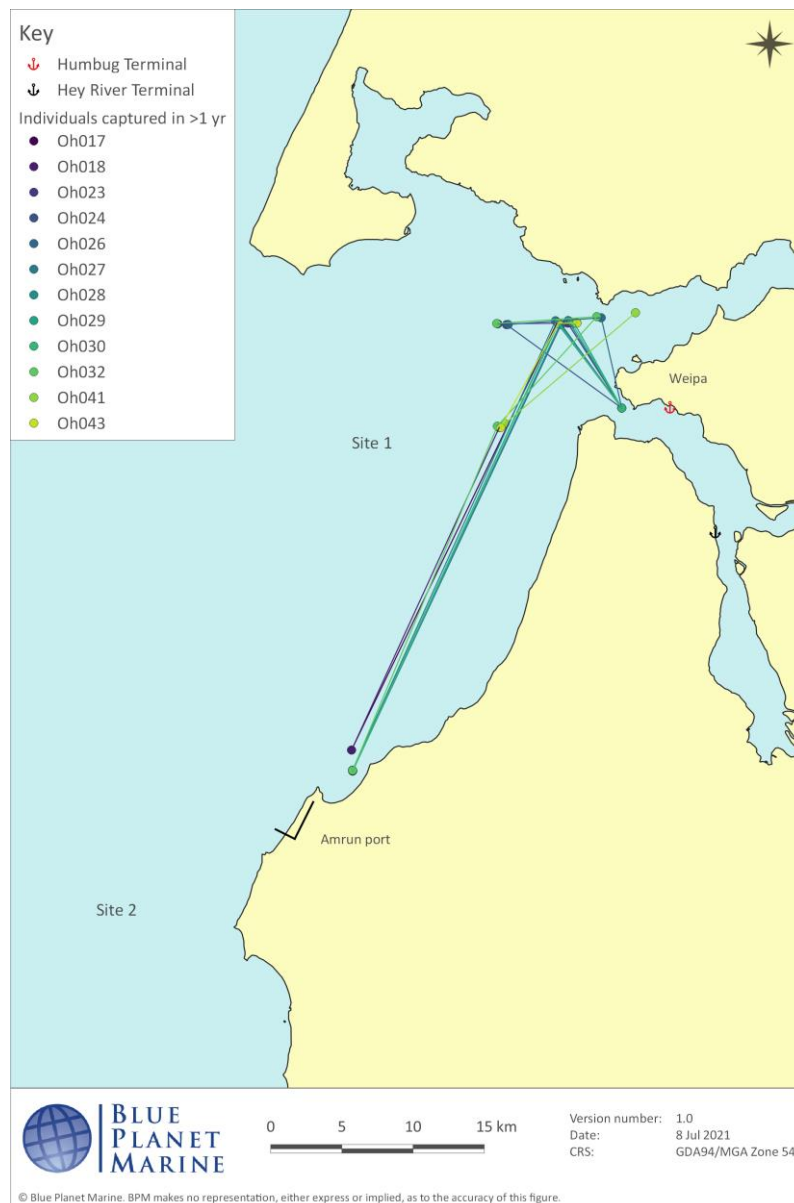 Key
Humbug Terminal
Hey River Terminal
Individuals captured in >1 yr
Oh017
Oh018
Oh023
Oh024
Oh026
Oh027
Oh028
Oh029
Oh030
Oh032
Oh041
Oh043
Weipa
Site 1
Amrun port
Site 2
BLUE
PLANET
MARINE
0 5 10 15 km
Version number: 1.0
Date: 8 Jul 2021
CRS: GDA94/MGA Zone 54
© Blue Planet Marine. BPM makes no representation, either express or implied, as to the accuracy of this figure.